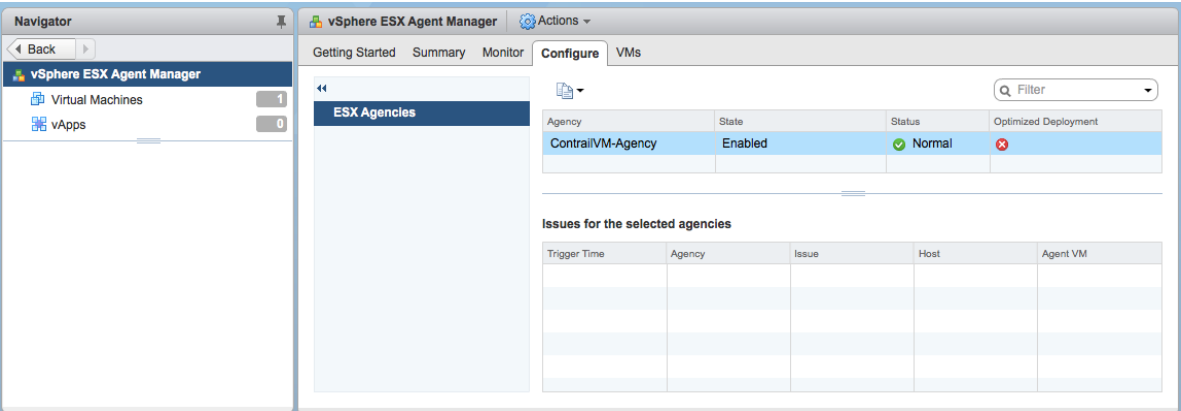 Navigator
Back
vSphere ESX Agent Manager
Virtual Machines 1
vApps 0
vSphere ESX Agent Manager Actions
Getting Started Summary Monitor Configure VMs
ESX Agencies
Filter
Agency State Status Optimized Deployment
ContrailVM-Agency Enabled Normal
Issues for the selected agencies
Trigger Time Agency Issue Host Agent VM